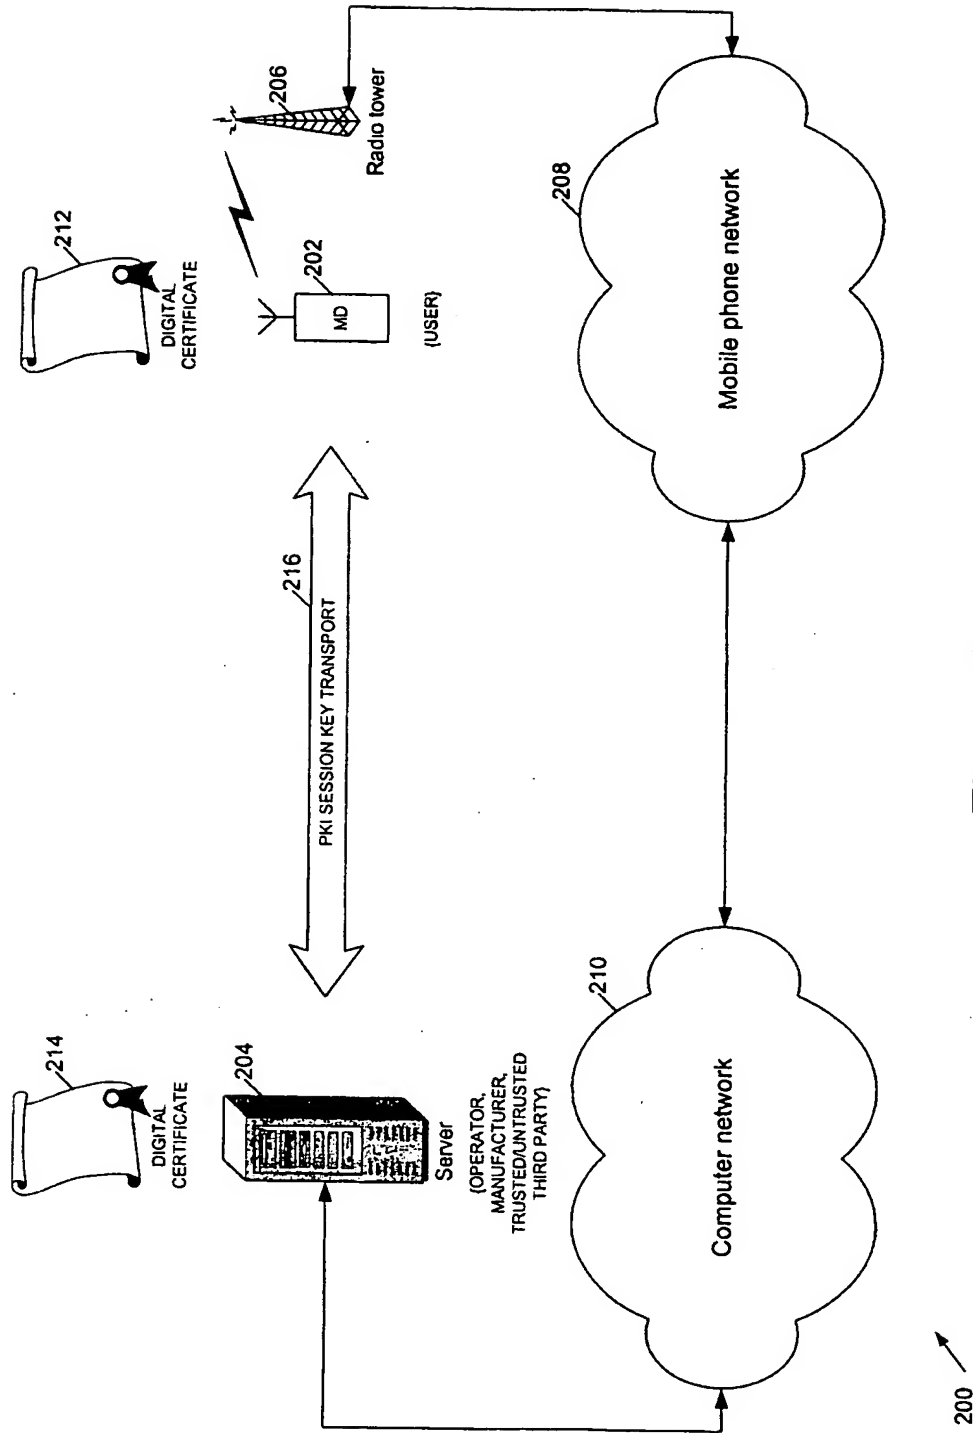 214
DIGITAL
CERTIFICATE
204
Server
{OPERATOR,
MANUFACTURER,
TRUSTED/UNTRUSTED
THIRD PARTY}
216
PKI SESSION KEY TRANSPORT
212
DIGITAL
CERTIFICATE
202
MD
{USER}
206
Radio tower
210
Computer network
208
Mobile phone network
200